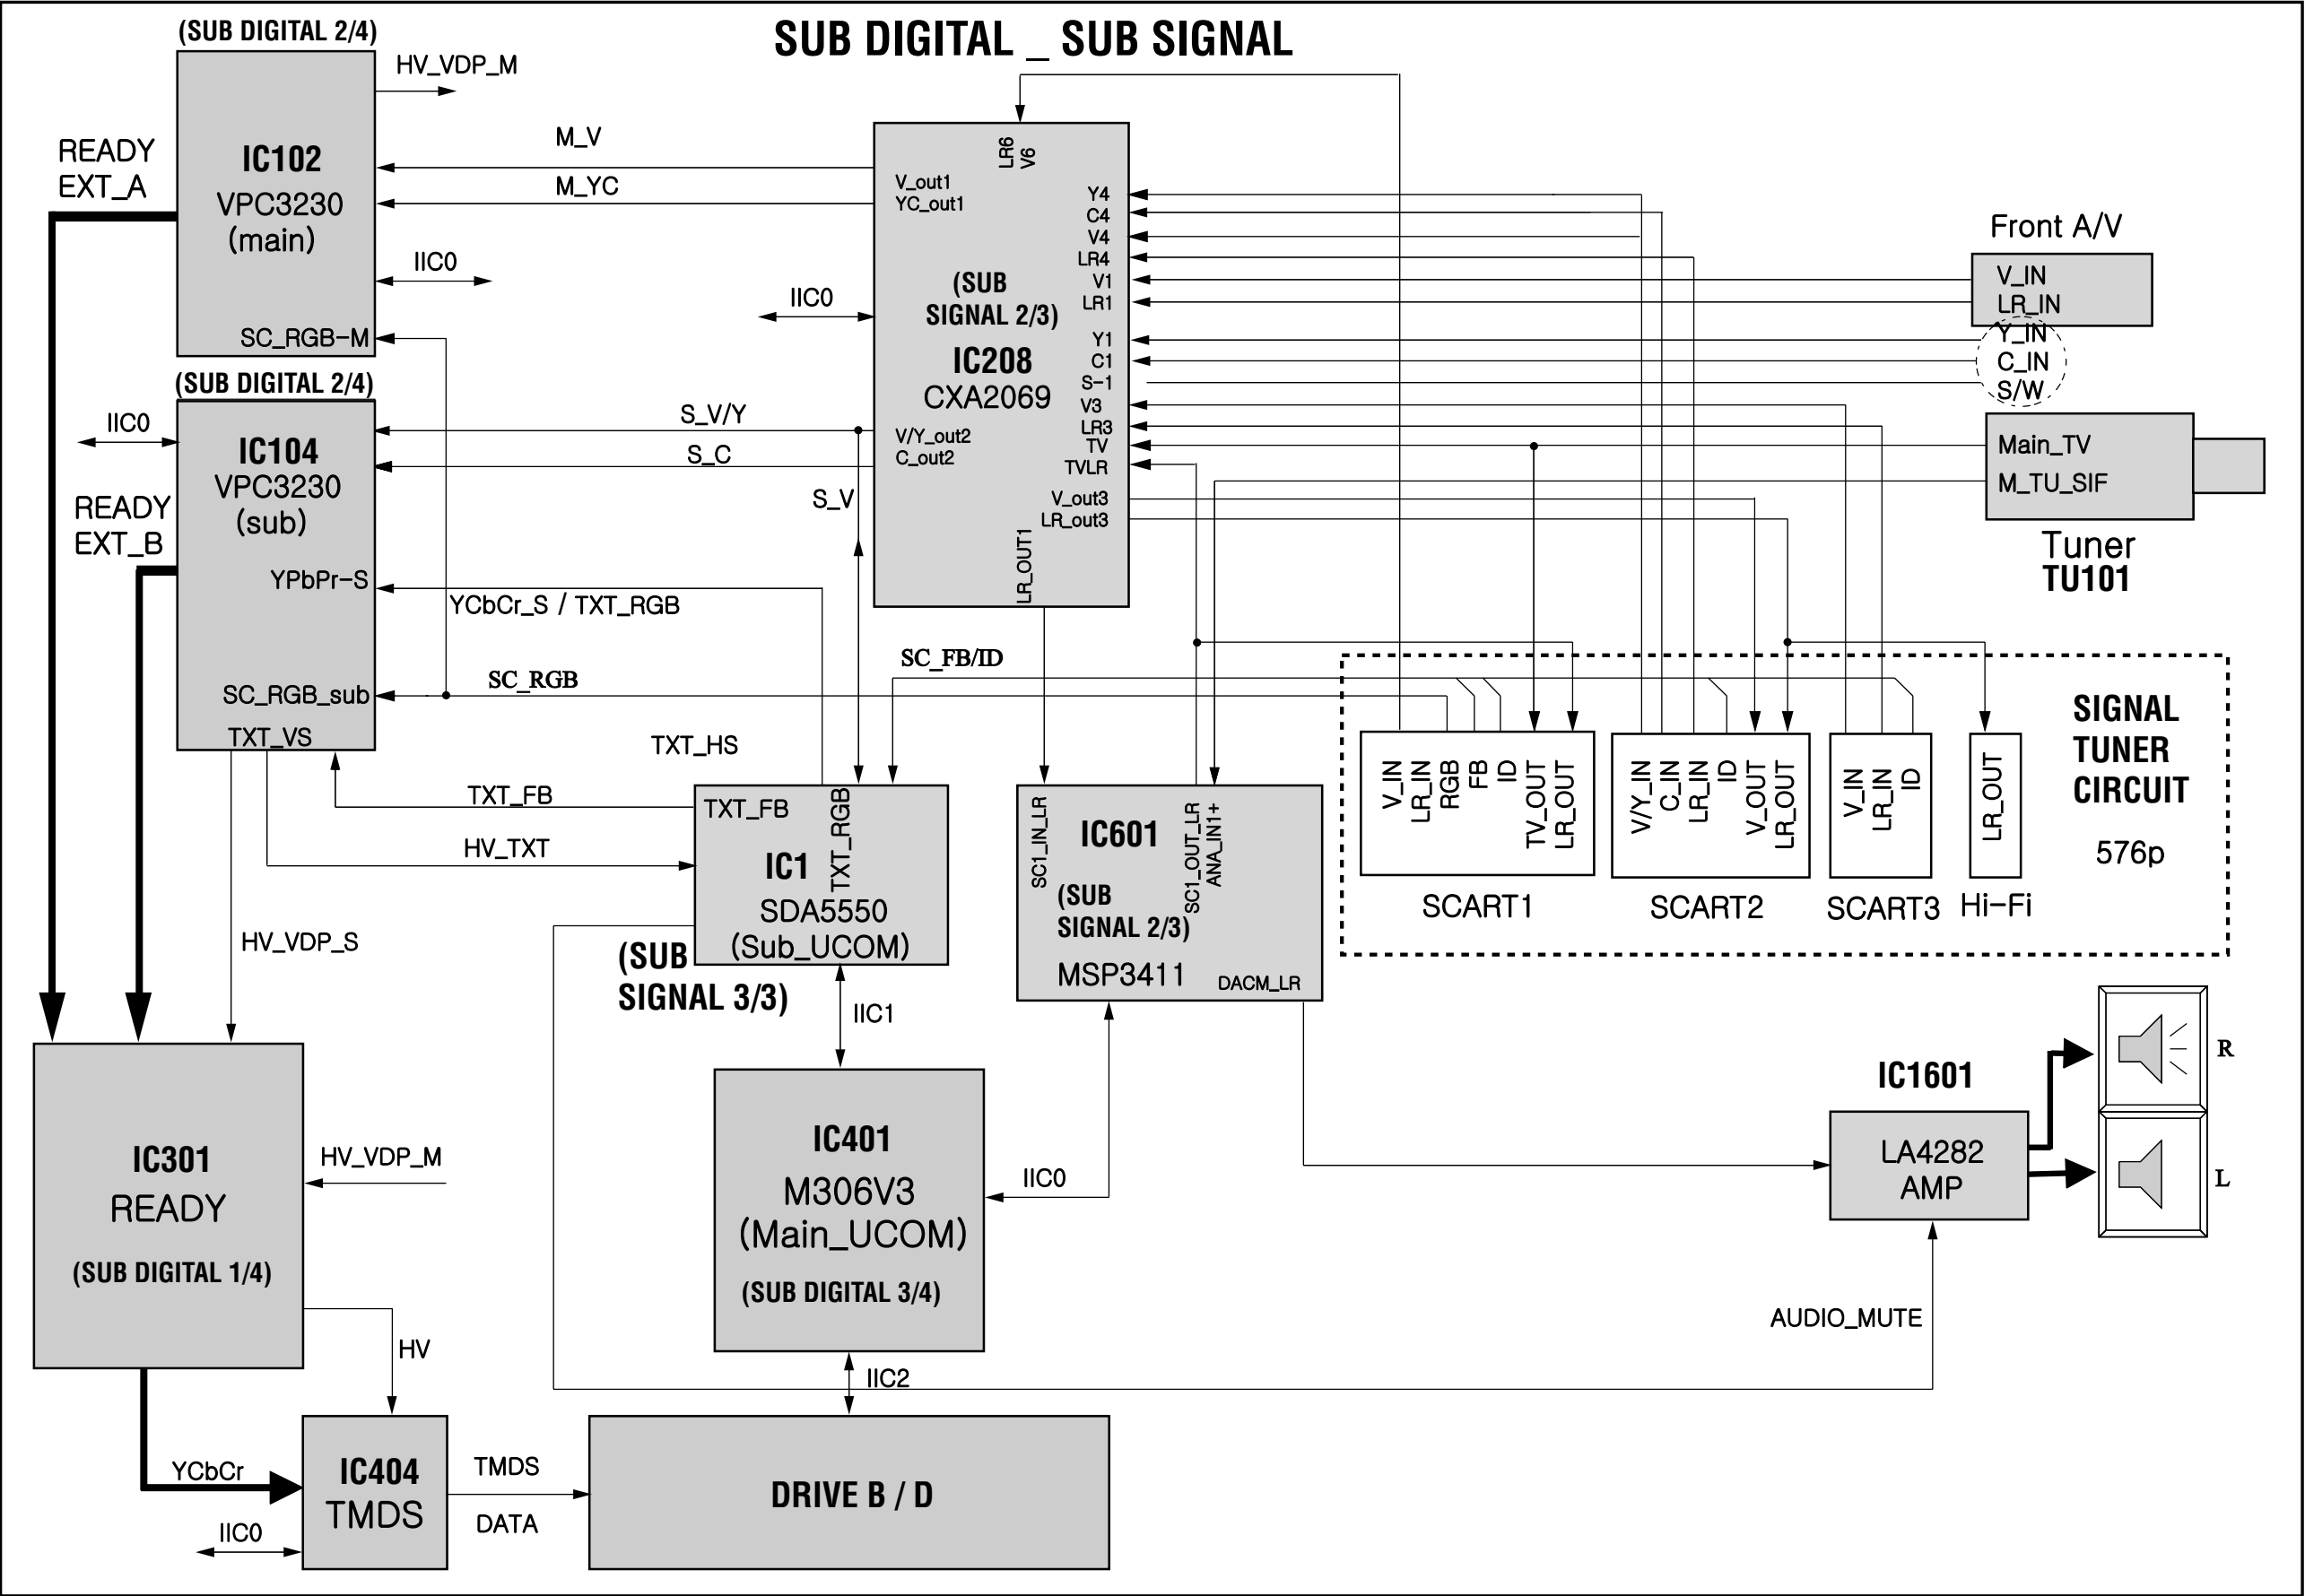 SUB DIGITAL _ SUB SIGNAL
(SUB DIGITAL 2/4)
HV_VDP_M
READY
EXT_A
IC102
VPC3230
(main)
M_V
M_YC
IIC0
SC_RGB-M
(SUB DIGITAL 2/4)
IIC0
IC104
VPC3230
(sub)
READY
EXT_B
YPbPr-S
SC_RGB_sub
TXT_VS
S_V/Y
S_C
S_V
YCbCr_S / TXT_RGB
SC_RGB
SC_FB/ID
TXT_HS
TXT_FB
HV_TXT
HV_VDP_S
IIC0
LR6
V6
V_out1
YC_out1
(SUB
SIGNAL 2/3)
IC208
CXA2069
V/Y_out2
C_out2
LR_OUT1
Y4
C4
V4
LR4
V1
LR1
Y1
C1
S-1
V3
LR3
TV
TVLR
V_out3
LR_out3
Front A/V
V_IN
LR_IN
Y_IN
C_IN
S/W
Main_TV
M_TU_SIF
Tuner
TU101
SIGNAL
TUNER
CIRCUIT
576p
V_IN
LR_IN
RGB
FB
ID
TV_OUT
LR_OUT
SCART1
V/Y_IN
C_IN
LR_IN
ID
V_OUT
LR_OUT
SCART2
V_IN
LR_IN
ID
SCART3
LR_OUT
Hi-Fi
TXT_FB
TXT_RGB
IC1
SDA5550
(Sub_UCOM)
(SUB
SIGNAL 3/3)
IIC1
SC1_IN_LR
IC601
SC1_OUT_LR
ANA_IN1+
(SUB
SIGNAL 2/3)
MSP3411
DACM_LR
IC301
READY
(SUB DIGITAL 1/4)
HV_VDP_M
HV
YCbCr
IC401
M306V3
(Main_UCOM)
(SUB DIGITAL 3/4)
IIC0
IIC2
IC1601
LA4282
AMP
R
L
AUDIO_MUTE
IC404
TMDS
IIC0
TMDS
DATA
DRIVE B / D